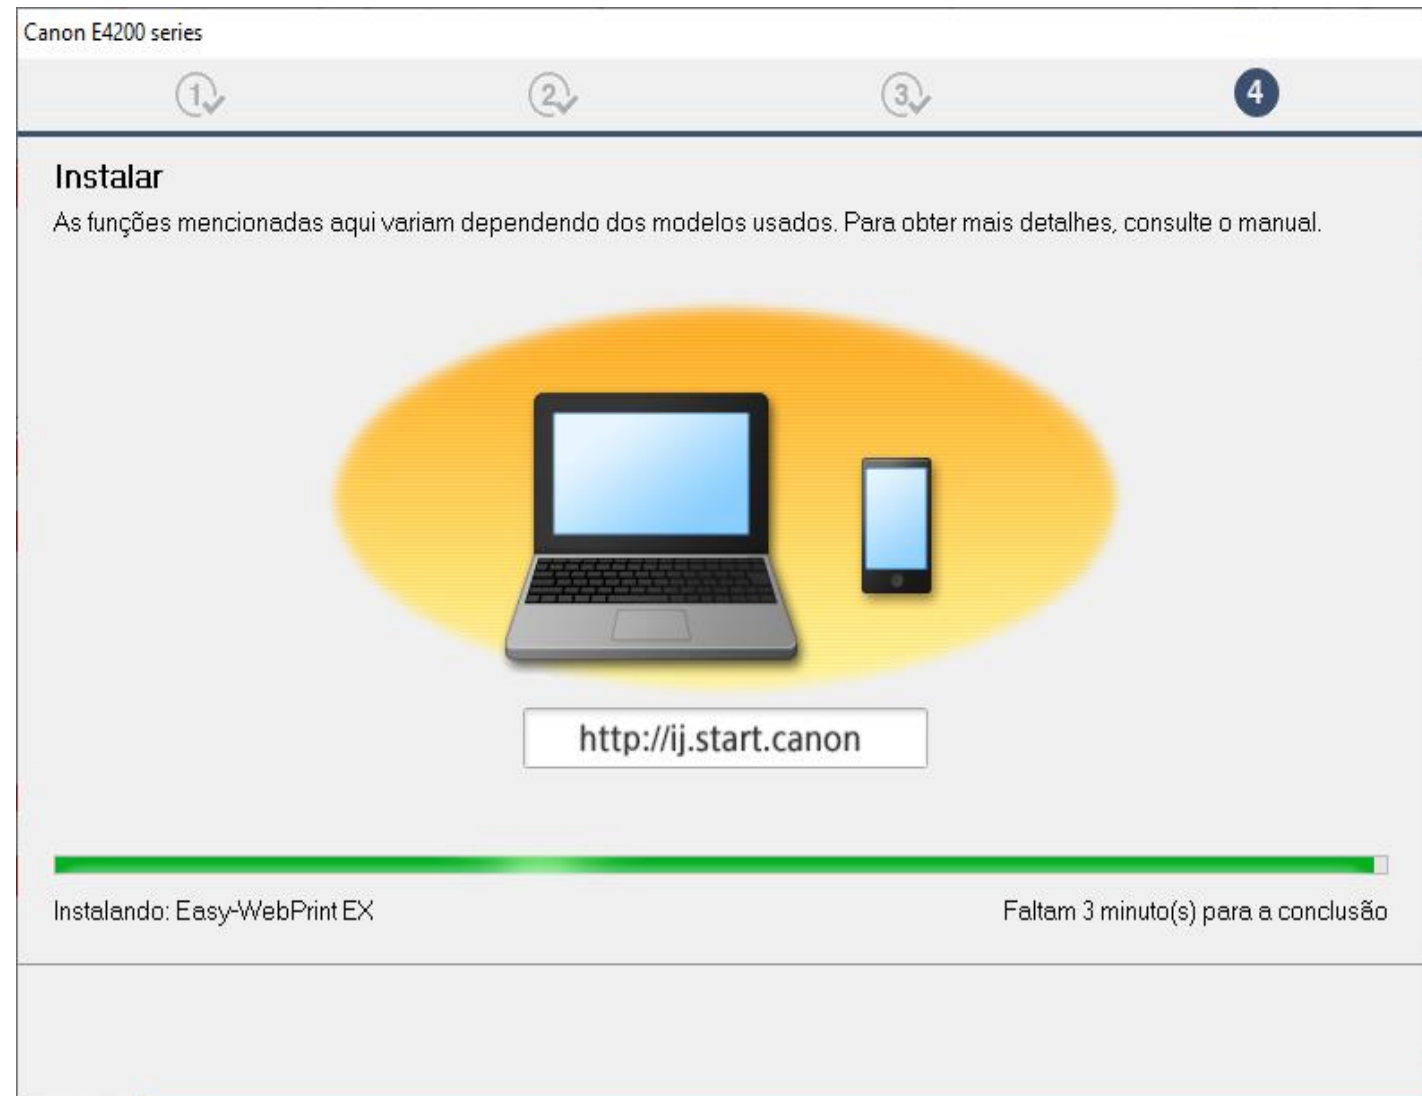 Canon E4200 series
1 2 3 4
Instalar
As funções mencionadas aqui variam dependendo dos modelos usados. Para obter mais detalhes, consulte o manual.
http://ij.start.canon
Instalando: Easy-WebPrint EX
Faltam 3 minuto(s) para a conclusão